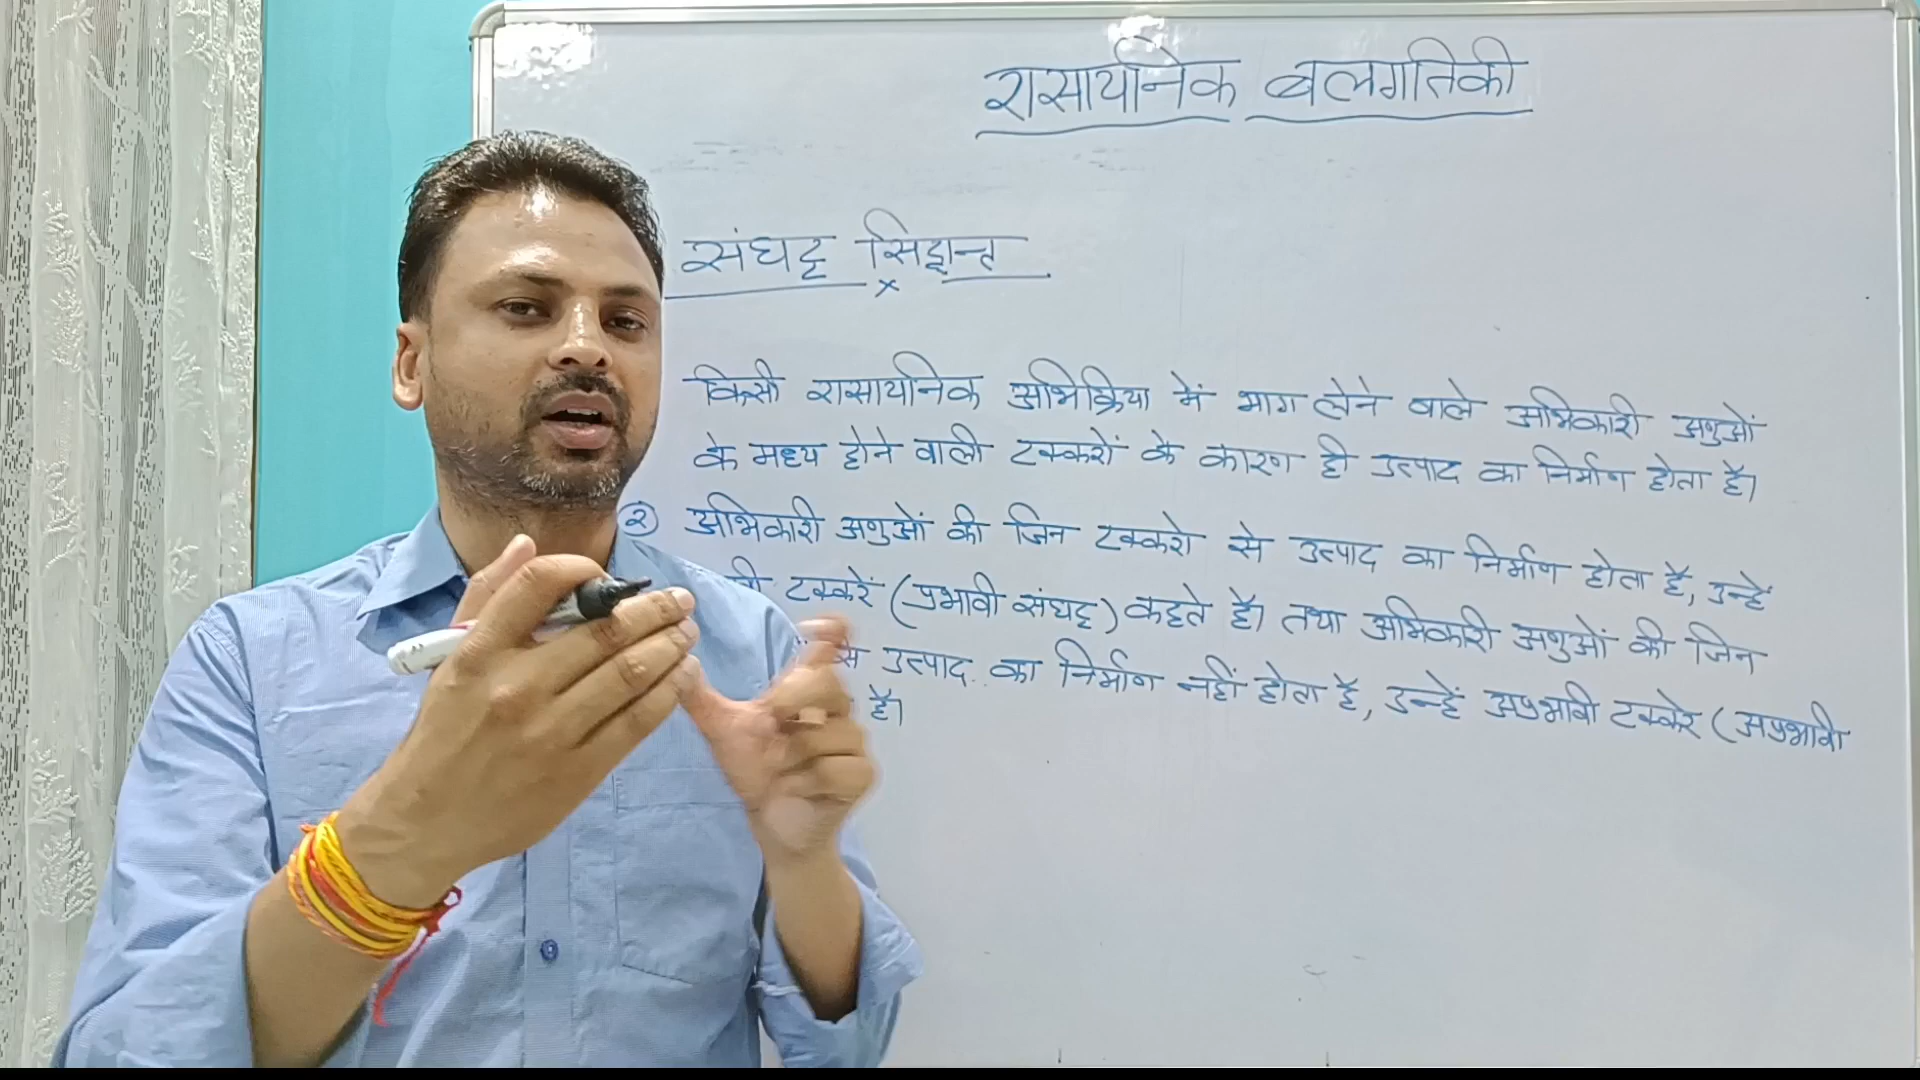 रासायनिक बलगतिकी
संघट्ट सिद्धान्त
किसी रासायनिक अभिक्रिया में भाग लेने वाले अभिकारी अणुओं
के मध्य होने वाली टक्करों के कारण ही उत्पाद का निर्माण होता है।
२ अभिकारी अणुओं की जिन टक्करो से उत्पाद का निर्माण होता है, उन्हें
टक्करें (प्रभावी संघट्ट) कहते है। तथा अभिकारी अणुओं की जिन
से उत्पाद का निर्माण नहीं होता है, उन्हें अप्रभावी टक्करे (अप्रभावी
है।